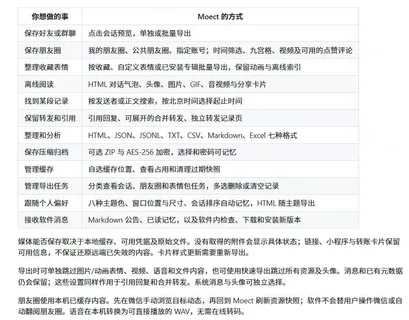 你想做的事 Moect 的方式
保存好友或群聊 点击会话预览，单独或批量导出
保存朋友圈 我的朋友圈、公共朋友圈、指定账号；时间筛选、九宫格、视频及可用的点赞评论
整理收藏表情 按收藏、自定义表情或已安装专辑批量导出，保留动画与离线索引
离线阅读 HTML 对话气泡、头像、图片、GIF、音视频与分享卡片
找到某段记录 按发送者或正文搜索，按北京时间选择起止时间
保留转发和引用 引用回复、可展开的合并转发、独立转发记录页
整理和分析 HTML、JSON、JSONL、TXT、CSV、Markdown、Excel 七种格式
保存压缩归档 可选 ZIP 与 AES-256 加密，选择和密码可记忆
管理缓存 自选缓存位置、查看占用和清理过期快照
管理导出任务 分类查看会话、朋友圈和表情包任务，多选删除或清空记录
跟随个人偏好 八种主题色、窗口位置与尺寸、会话排序自动记忆，HTML 随主题导出
接收软件消息 Markdown 公告、已读记忆，以及软件内检查、下载和安装新版本
媒体能否保存取决于本地缓存、可用凭据及原始文件。没有取得的附件会显示具体状态；链接、小程序与转账卡片保留
可用信息，不保证还原远端已失效的内容。卡片样式更新需要重新导出。
导出时可单独跳过图片/动画表情、视频、语音和文件内容，也可使用快速导出跳过所有资源及头像。消息和已有元数据
仍会保留；这些设置同样作用于引用回复和合并转发。系统消息与头像可独立选择。
朋友圈使用本机已缓存内容。先在微信手动浏览目标动态，再回到 Moect 刷新资源快照；软件不会替用户操作微信或自
动翻阅朋友圈。语音在本机转换为可直接播放的 WAV，无需在线转码。